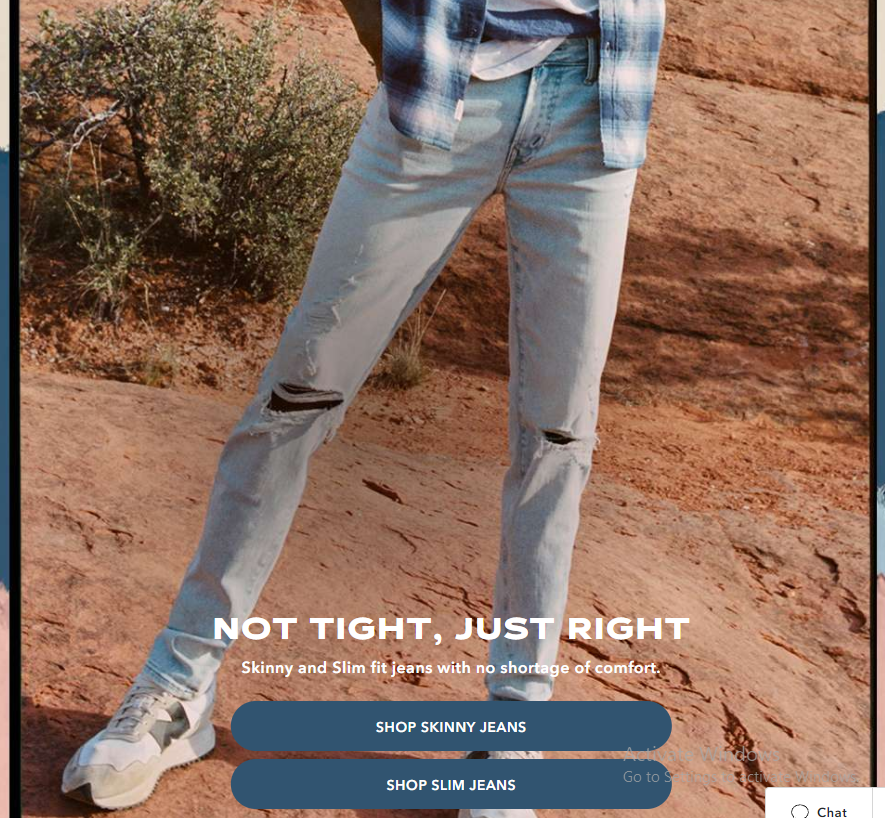 NOT TIGHT, JUST RIGHT
Skinny and Slim fit jeans with no shortage of comfort.
SHOP SKINNY JEANS
SHOP SLIM JEANS
Activate Windows
Go to Settings to activate Windows.
Chat